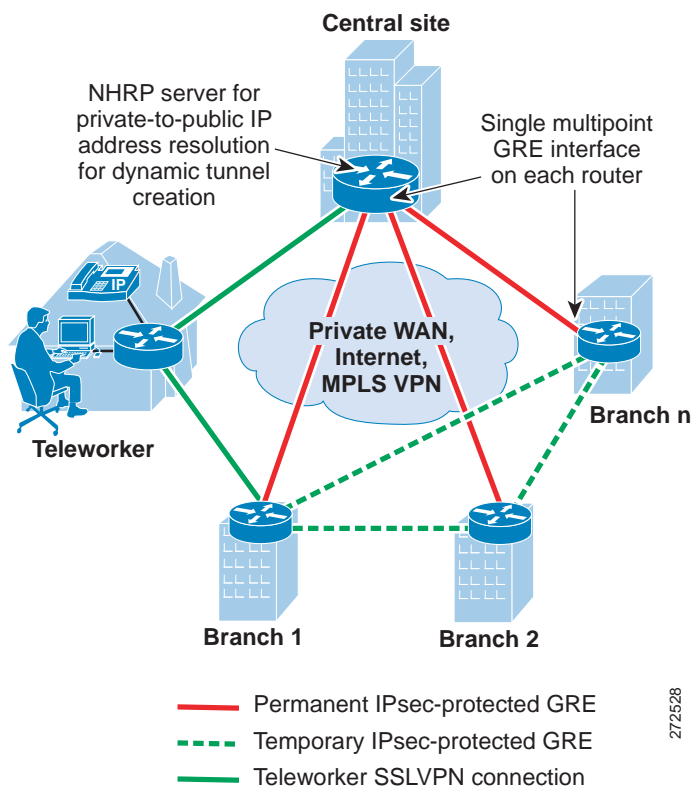 Central site
NHRP server for
private-to-public IP
address resolution
for dynamic tunnel
creation
Single multipoint
GRE interface
on each router
IP
Private WAN,
Internet,
MPLS VPN
Teleworker
Branch n
Branch 1
Branch 2
Permanent IPsec-protected GRE
Temporary IPsec-protected GRE
Teleworker SSLVPN connection
272528